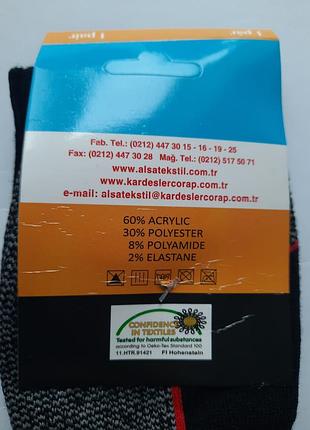 1 pair
1 pair
Fab. Tel.: (0212) 447 30 15 - 16 - 19 - 25
Fax: (0212) 447 30 28 Mağ. Tel.: (0212) 517 50 71
www.alsatekstil.com.tr
www.kardeslercorap.com.tr
e-mail: alsatekstil@kardeslercorap.com.tr
60% ACRYLIC
30% POLYESTER
8% POLYAMIDE
2% ELASTANE
CONFIDENCE
IN TEXTILES
Tested for harmful substances
according to Oeko-Tex Standard 100
11.HTR.91421 FI Hohenstein